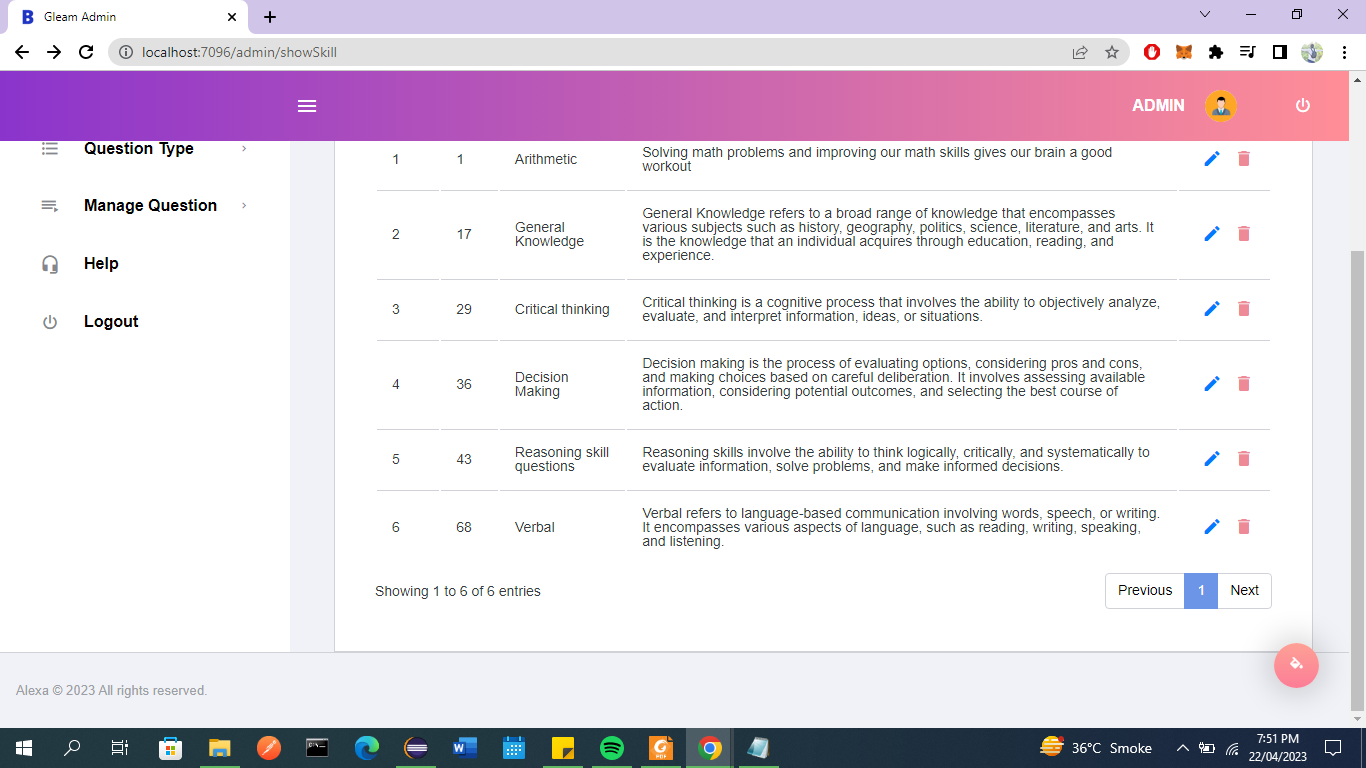 Gleam Admin
localhost:7096/admin/showSkill
ADMIN
Question Type
Manage Question
Help
Logout
1 1 Arithmetic Solving math problems and improving our math skills gives our brain a good
workout
2 17 General
Knowledge
General Knowledge refers to a broad range of knowledge that encompasses
various subjects such as history, geography, politics, science, literature, and arts. It
is the knowledge that an individual acquires through education, reading, and
experience.
3 29 Critical thinking Critical thinking is a cognitive process that involves the ability to objectively analyze,
evaluate, and interpret information, ideas, or situations.
4 36 Decision
Making
Decision making is the process of evaluating options, considering pros and cons,
and making choices based on careful deliberation. It involves assessing available
information, considering potential outcomes, and selecting the best course of
action.
5 43 Reasoning skill
questions
Reasoning skills involve the ability to think logically, critically, and systematically to
evaluate information, solve problems, and make informed decisions.
6 68 Verbal Verbal refers to language-based communication involving words, speech, or writing.
It encompasses various aspects of language, such as reading, writing, speaking,
and listening.
Showing 1 to 6 of 6 entries
Previous 1 Next
Alexa © 2023 All rights reserved.
36°C Smoke
7:51 PM
22/04/2023